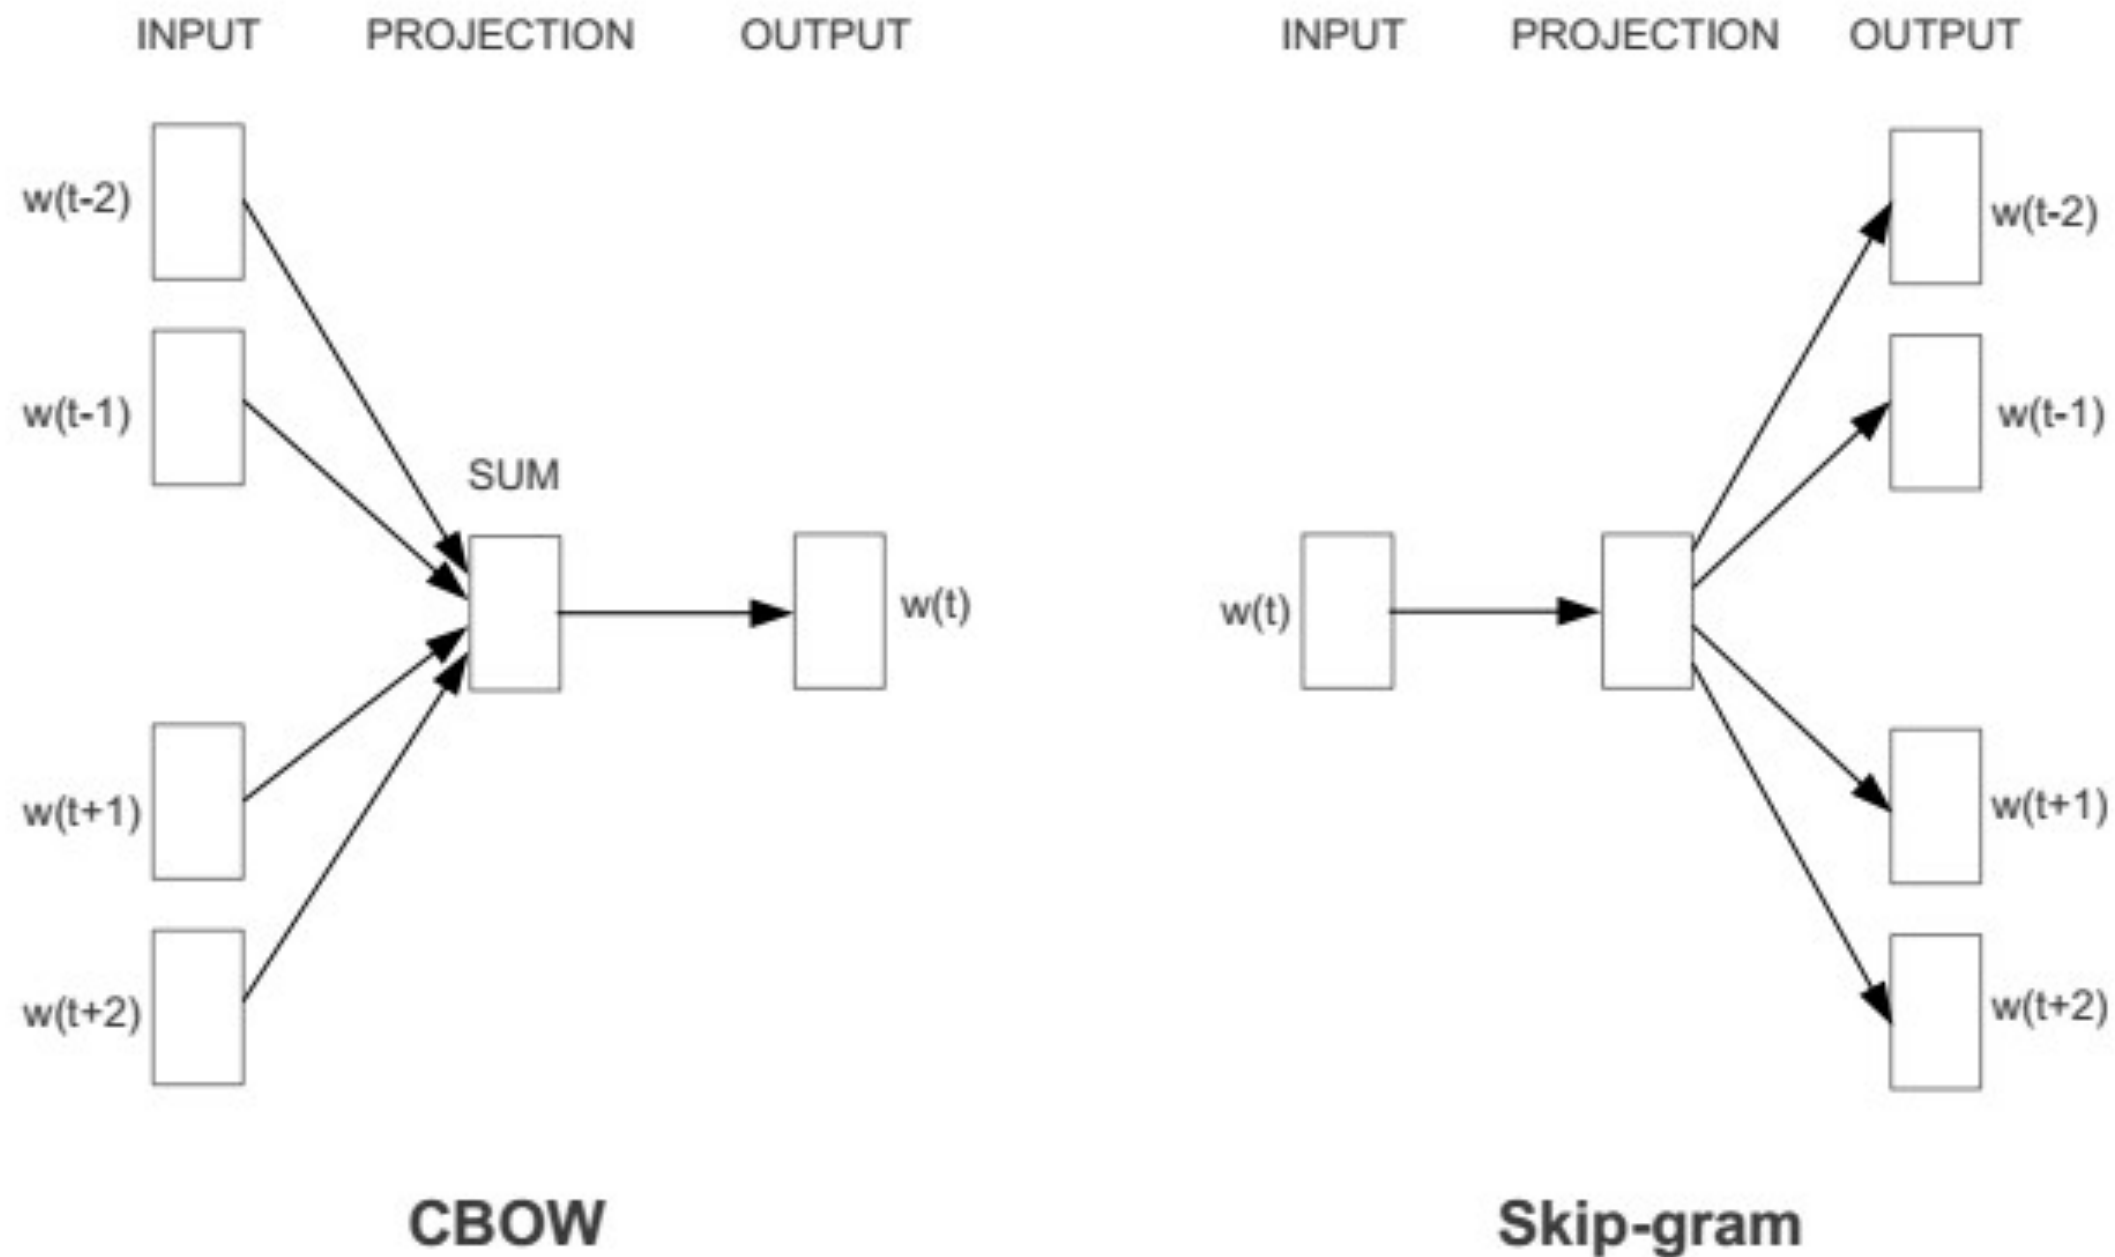 INPUT PROJECTION OUTPUT
w(t-2)
w(t-1)
SUM
w(t)
w(t+1)
w(t+2)
CBOW
INPUT PROJECTION OUTPUT
w(t-2)
w(t-1)
w(t)
w(t+1)
w(t+2)
Skip-gram